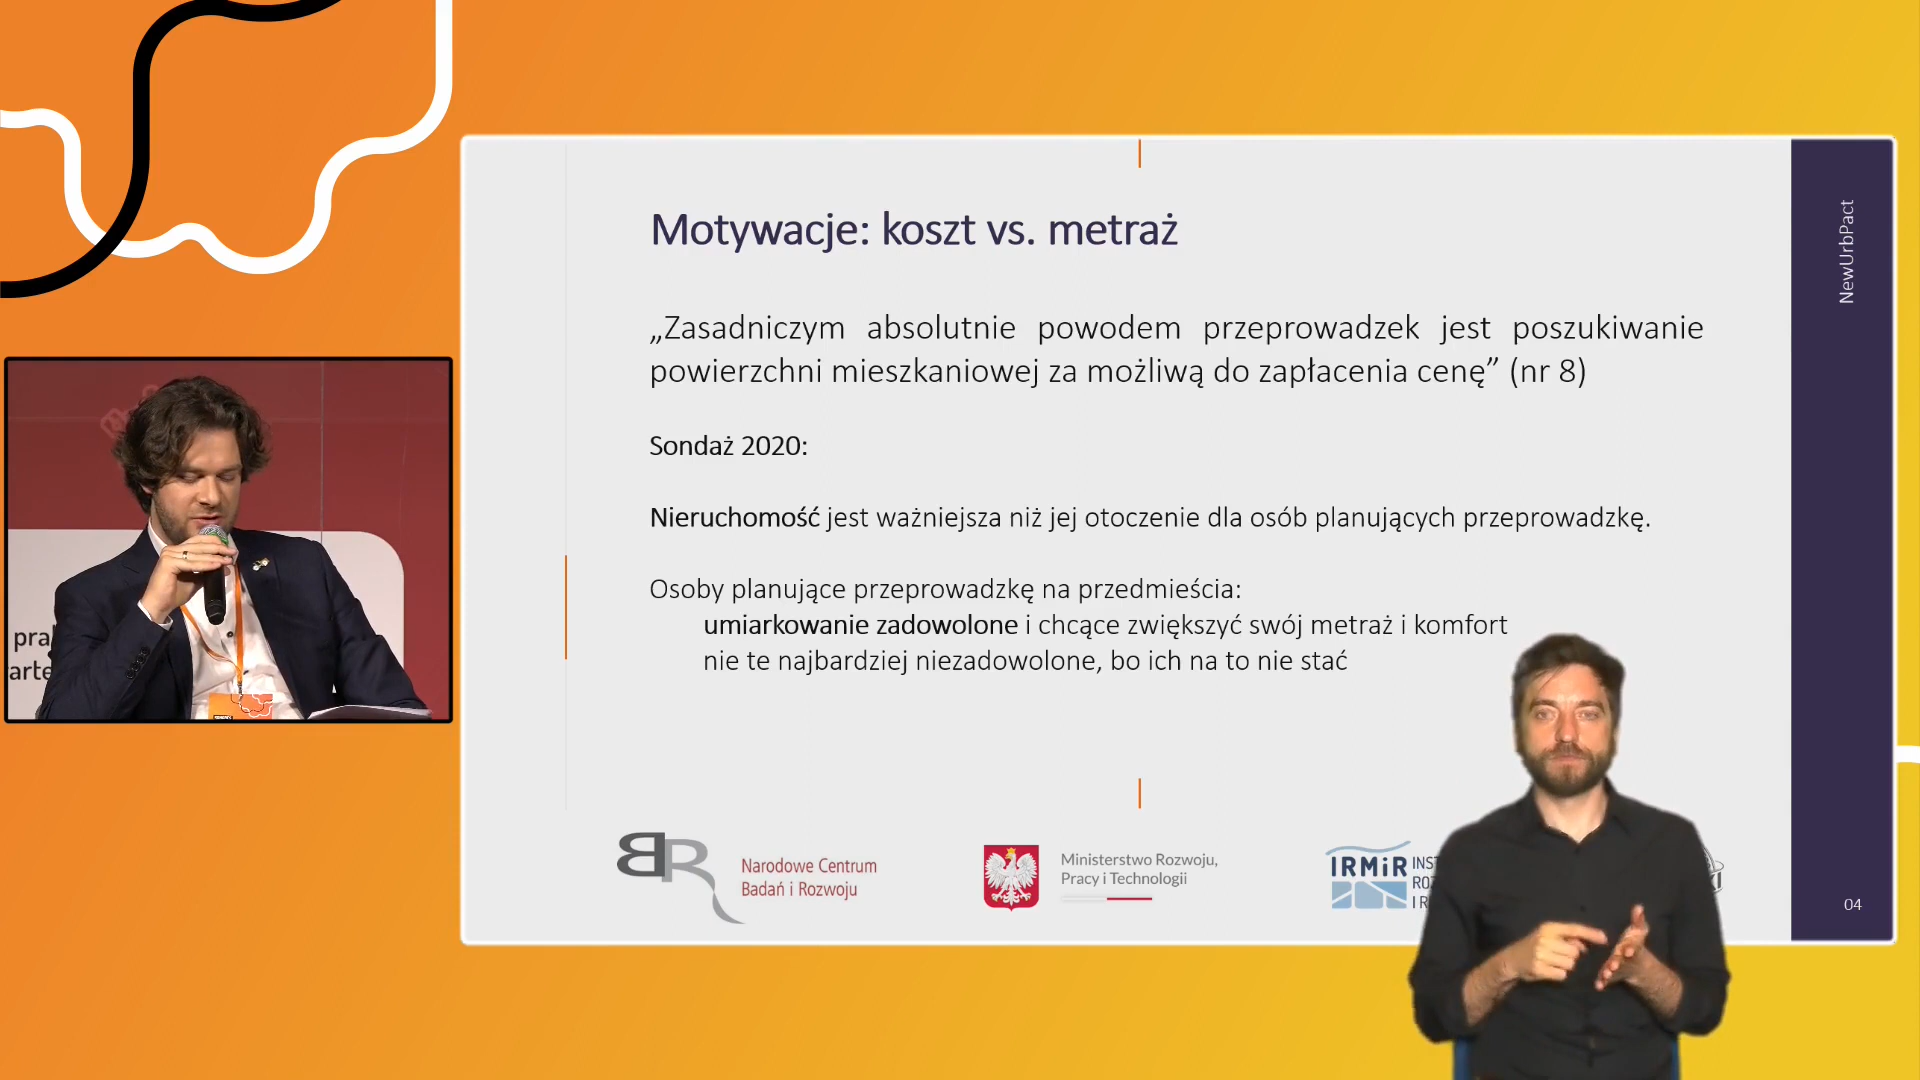 Motywacje: koszt vs. metraż
„Zasadniczym absolutnie powodem przeprowadzek jest poszukiwanie
powierzchni mieszkaniowej za możliwą do zapłacenia cenę” (nr 8)
Sondaż 2020:
Nieruchomość jest ważniejsza niż jej otoczenie dla osób planujących przeprowadzkę.
Osoby planujące przeprowadzkę na przedmieścia:
umiarkowanie zadowolone i chcące zwiększyć swój metraż i komfort
nie te najbardziej niezadowolone, bo ich na to nie stać
NewUrbPact
BR
Narodowe Centrum
Badań i Rozwoju
Ministerstwo Rozwoju,
Pracy i Technologii
IRMiR
04